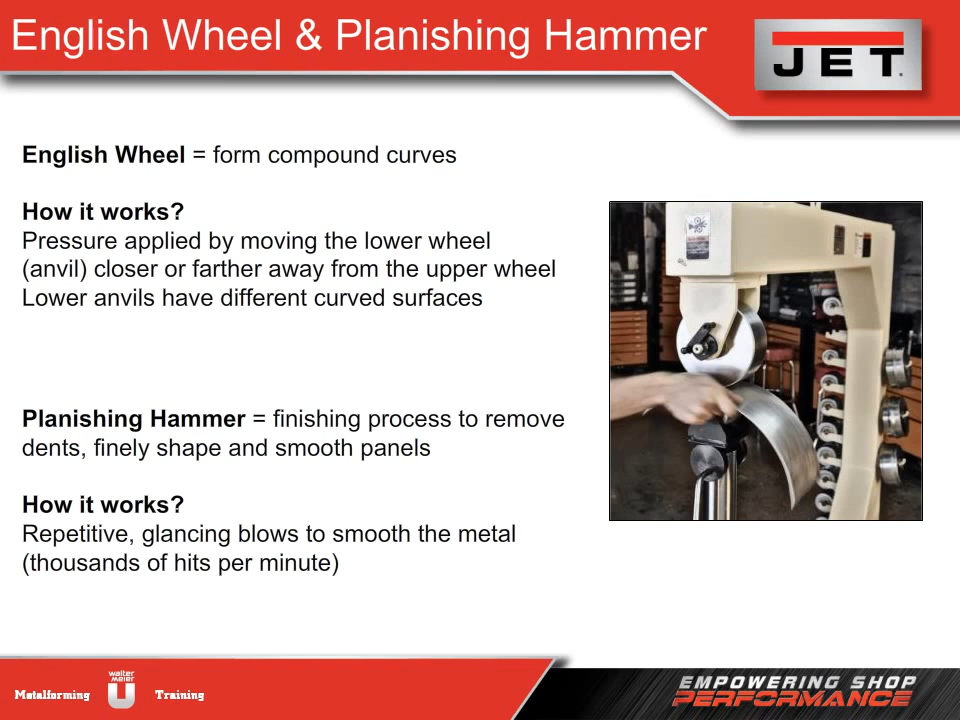 English Wheel & Planishing Hammer
JET
English Wheel = form compound curves
How it works?
Pressure applied by moving the lower wheel
(anvil) closer or farther away from the upper wheel
Lower anvils have different curved surfaces
Planishing Hammer = finishing process to remove
dents, finely shape and smooth panels
How it works?
Repetitive, glancing blows to smooth the metal
(thousands of hits per minute)
Metalforming
walter
meier
Training
EMPOWERING SHOP
PERFORMANCE